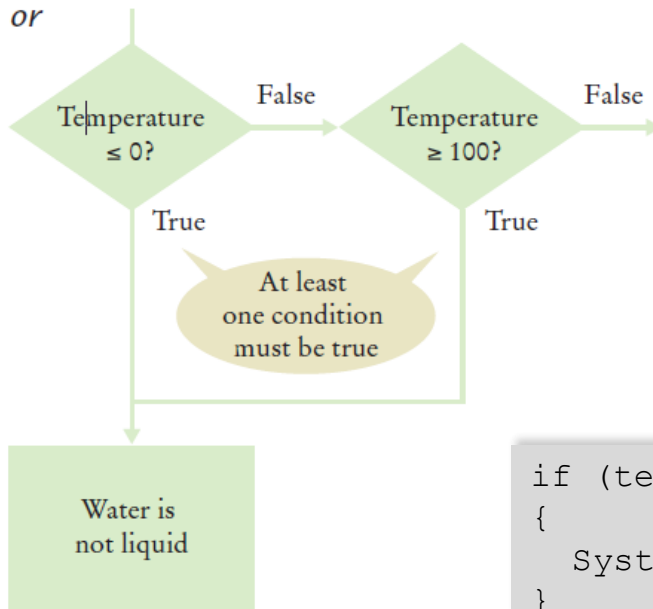 or
Temperature
≤ 0?
False
Temperature
≥ 100?
False
True
True
At least
one condition
must be true
Water is
not liquid
if (te
{
Syst
}